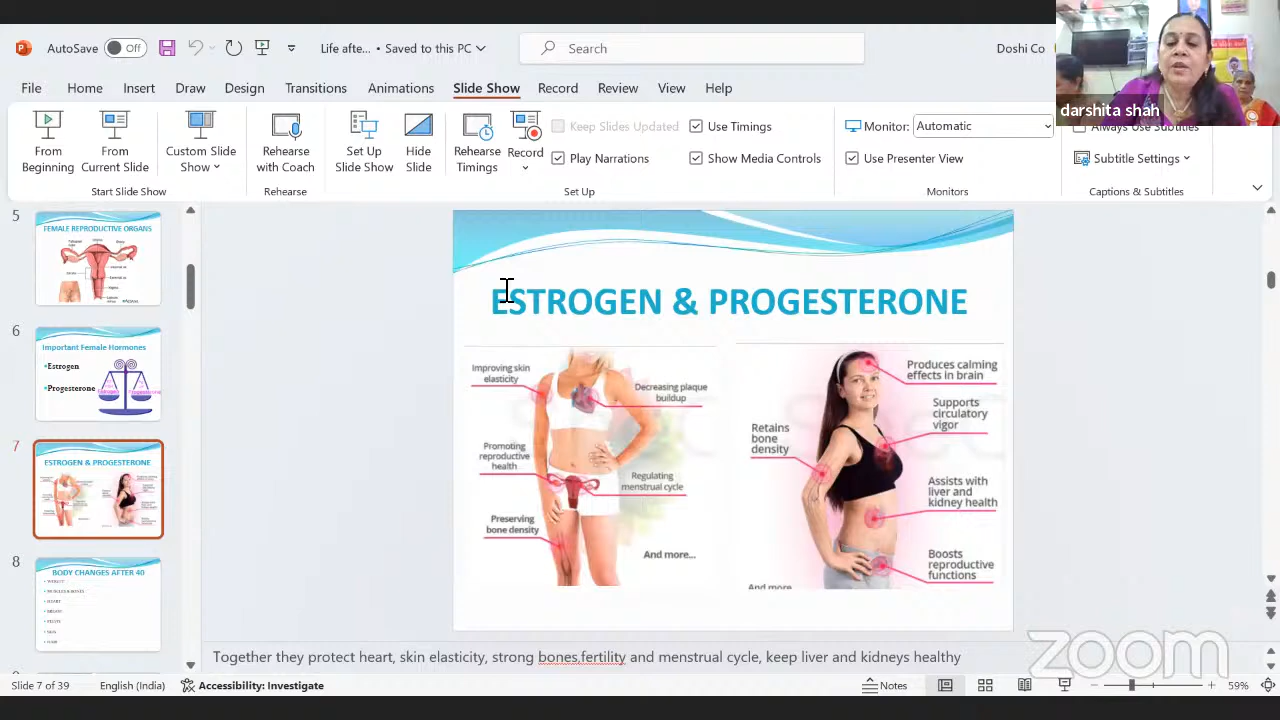 AutoSave
Off
Life afte... • Saved to this PC
Search
Doshi Co
darshita shah
File
Home
Insert
Draw
Design
Transitions
Animations
Slide Show
Record
Review
View
Help
From Beginning
From Current Slide
Custom Slide Show
Rehearse with Coach
Set Up Slide Show
Hide Slide
Rehearse Timings
Record
Keep Slides Updated
Play Narrations
Use Timings
Show Media Controls
Monitor: Automatic
Use Presenter View
Always Use Subtitles
Subtitle Settings
Start Slide Show
Rehearse
Set Up
Monitors
Captions & Subtitles
5
FEMALE REPRODUCTIVE ORGANS
6
Important Female Hormones
Estrogen
Progesterone
7
ESTROGEN & PROGESTERONE
8
BODY CHANGES AFTER 40
ESTROGEN & PROGESTERONE
Improving skin
elasticity
Decreasing plaque
buildup
Promoting
reproductive
health
Regulating
menstrual cycle
Preserving
bone density
And more...
Produces calming
effects in brain
Supports
circulatory
vigor
Retains
bone
density
Assists with
liver and
kidney health
Boosts
reproductive
functions
And more
Together they protect heart, skin elasticity, strong bones,fertility and menstrual cycle, keep liver and kidneys healthy
zoom
Slide 7 of 39
English (India)
Accessibility: Investigate
Notes
59%